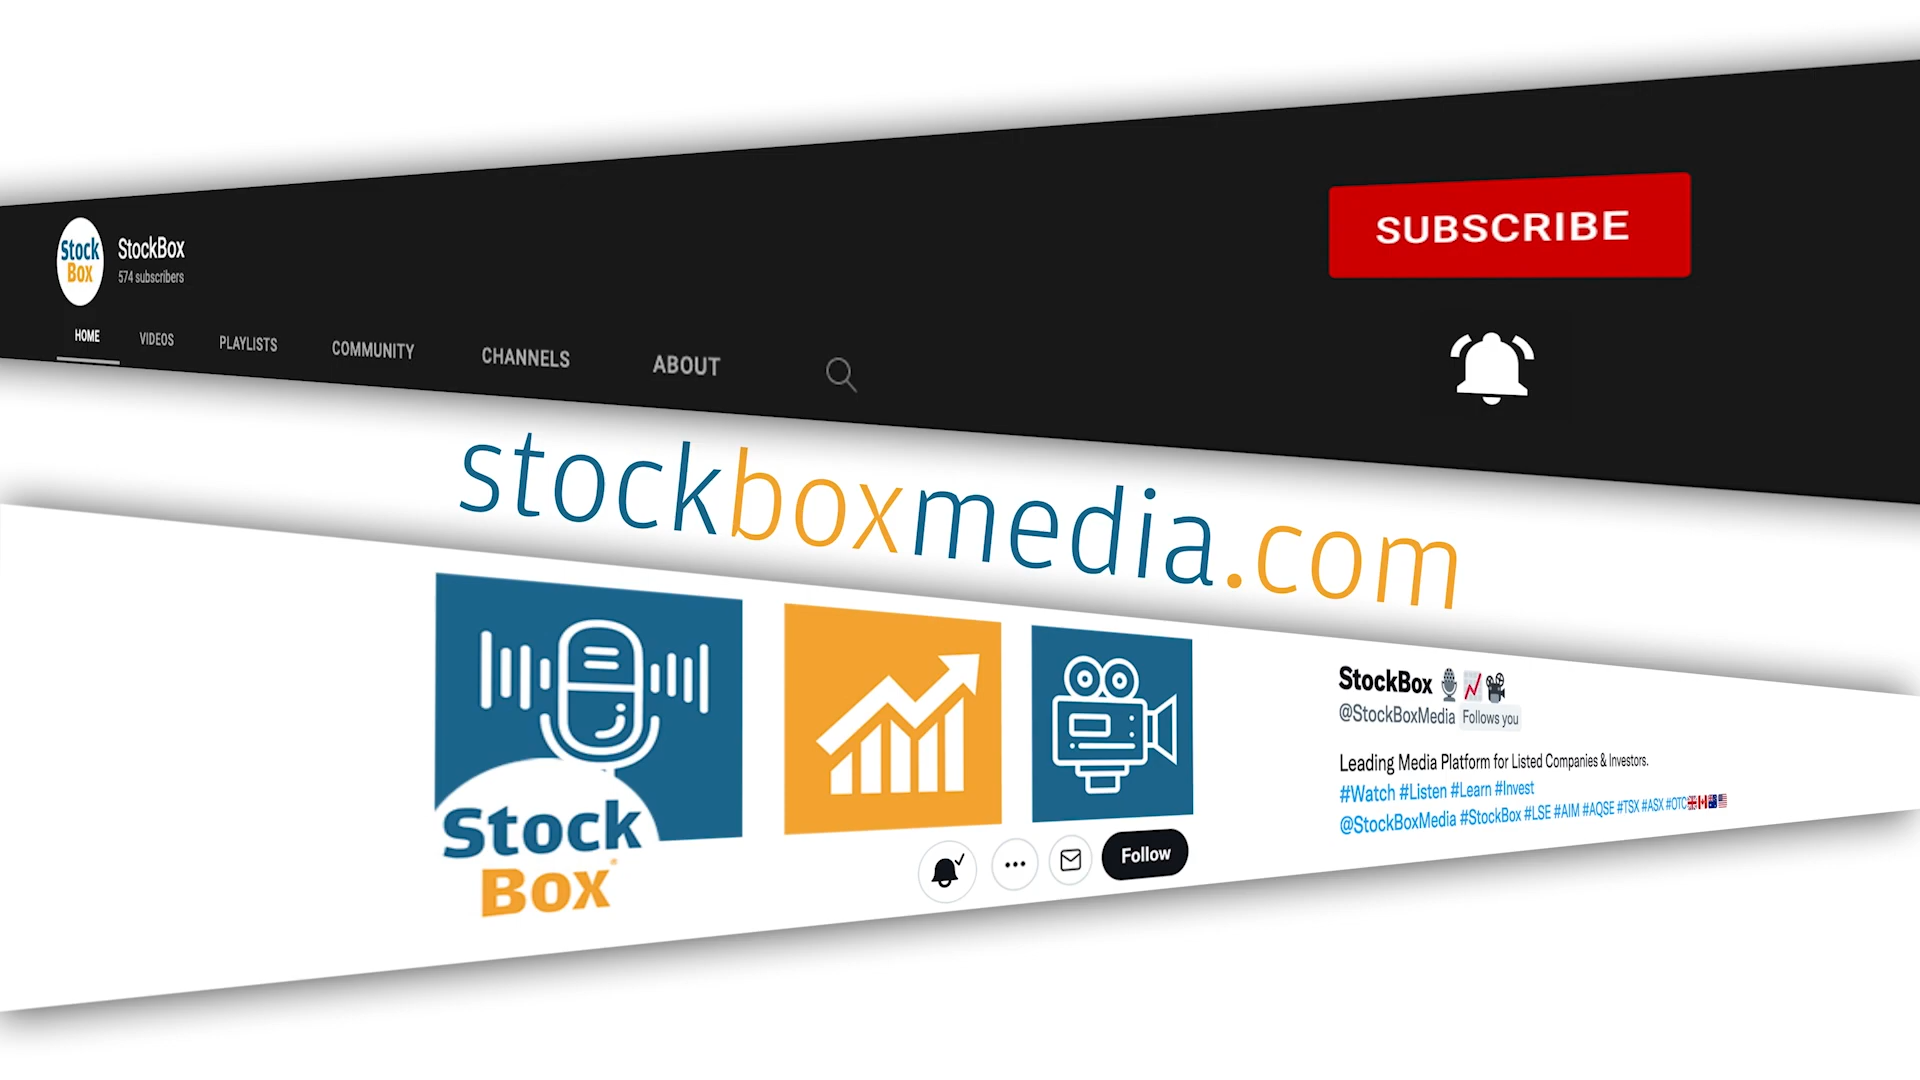 Stock
Box
StockBox
574 subscribers
SUBSCRIBE
HOME VIDEOS PLAYLISTS COMMUNITY CHANNELS ABOUT
stockboxmedia.com
Stock
Box
Follow
StockBox
@StockBoxMedia Follows you
Leading Media Platform for Listed Companies & Investors.
#Watch #Listen #Learn #Invest
@StockBoxMedia #StockBox #LSE #AIM #AQSE #TSX #ASX #OTC